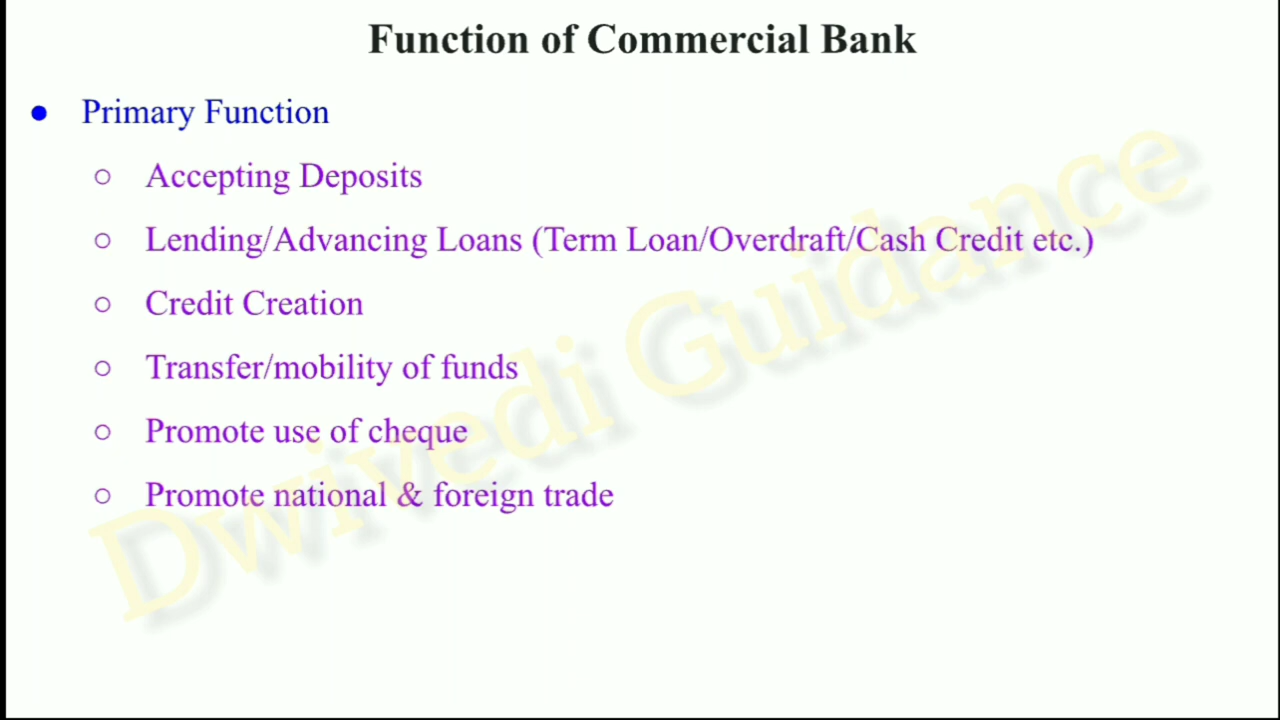 Function of Commercial Bank
● Primary Function
○ Accepting Deposits
○ Lending/Advancing Loans (Term Loan/Overdraft/Cash Credit etc.)
○ Credit Creation
○ Transfer/mobility of funds
○ Promote use of cheque
○ Promote national & foreign trade
Dwivedi Guidance